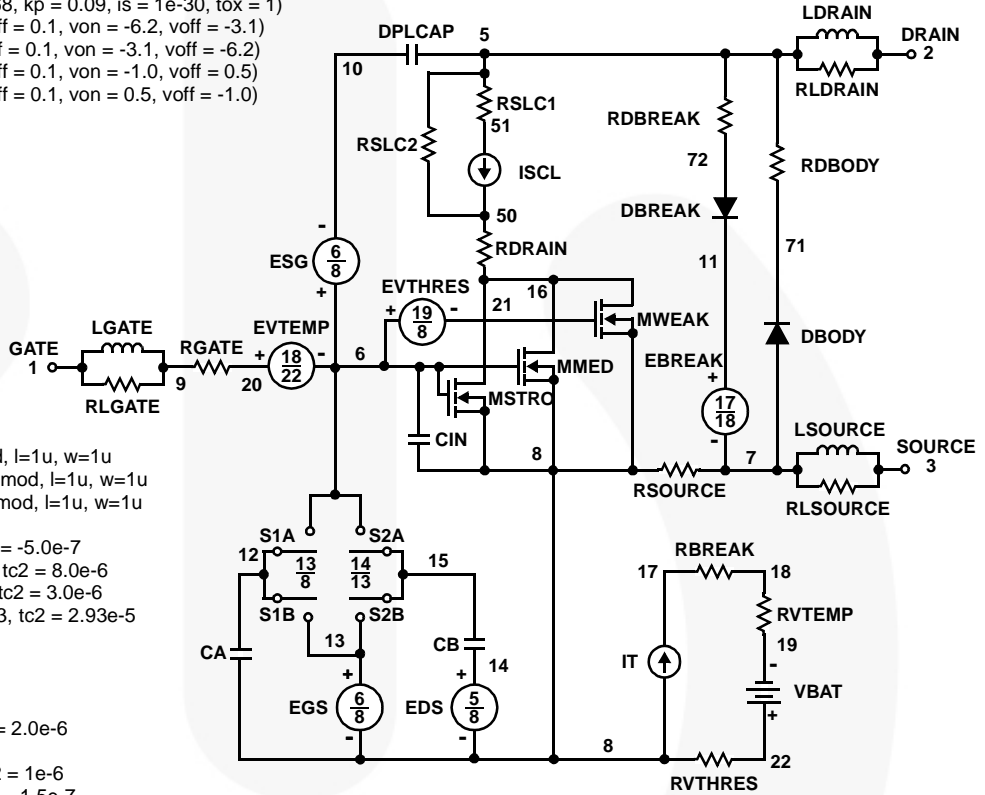 68, kp = 0.09, is = 1e-30, tox = 1)
ff = 0.1, von = -6.2, voff = -3.1)
f = 0.1, von = -3.1, voff = -6.2)
ff = 0.1, von = -1.0, voff = 0.5)
ff = 0.1, von = 0.5, voff = -1.0)
LDRAIN
DPLCAP 5
DRAIN
2
10
RLDRAIN
RSLC1
51
RDBREAK
RSLC2
72
RDBODY
ISCL
DBREAK
50
RDRAIN
71
11
ESG 6/8
- +
EVTHRES
+ 19/8 -
16
21
MWEAK
LGATE
EVTEMP
GATE
1
RGATE
+ 18/22 -
6
EBREAK
DBODY
MMED
9
20
RLGATE
MSTRO
+ 17/18 -
CIN
LSOURCE
SOURCE
3
8
7
RSOURCE
RLSOURCE
d, l=1u, w=1u
mod, l=1u, w=1u
nod, l=1u, w=1u
= -5.0e-7
tc2 = 8.0e-6
tc2 = 3.0e-6
3, tc2 = 2.93e-5
= 2.0e-6
2 = 1e-6
S1A
S2A
12
13/8
14/13
15
S1B
S2B
13
CA
CB
14
+ +
EGS 6/8
EDS 5/8
- -
8
RBREAK
17
18
RVTEMP
19
IT
-
VBAT
+
22
RVTHRES